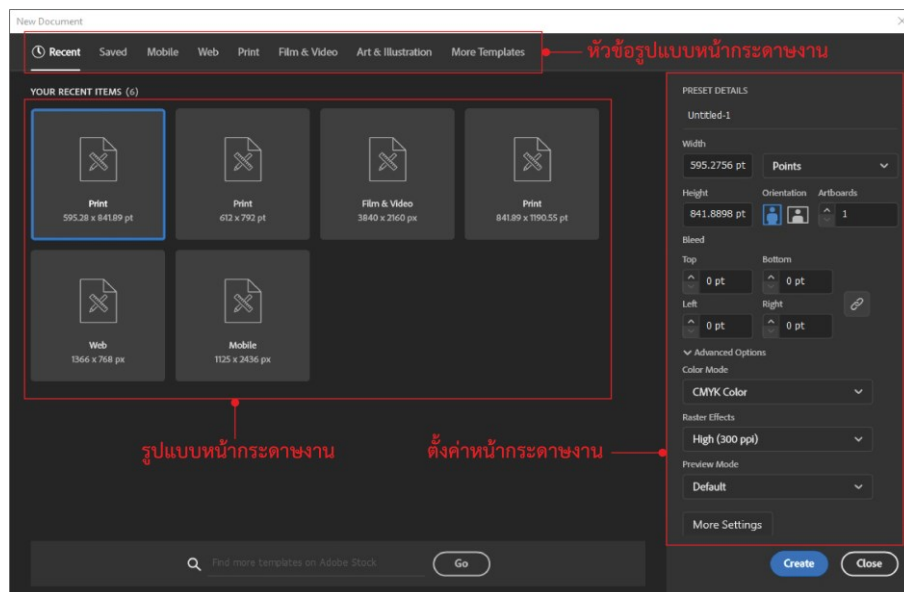 New Document
Recent Saved Mobile Web Print Film & Video Art & Illustration More Templates
หัวข้อรูปแบบหน้ากระดาษงาน
YOUR RECENT ITEMS (6)
Print
595.28 x 841.89 pt
Print
612 x 792 pt
Film & Video
3840 x 2160 px
Print
841.89 x 1190.55 pt
Web
1366 x 768 px
Mobile
1125 x 2436 px
รูปแบบหน้ากระดาษงาน
ตั้งค่าหน้ากระดาษงาน
Find more templates on Adobe Stock
Go
PRESET DETAILS
Untitled-1
Width
595.2756 pt Points
Height Orientation Artboards
841.8898 pt 1
Bleed
Top Bottom
0 pt 0 pt
Left Right
0 pt 0 pt
Advanced Options
Color Mode
CMYK Color
Raster Effects
High (300 ppi)
Preview Mode
Default
More Settings
Create Close